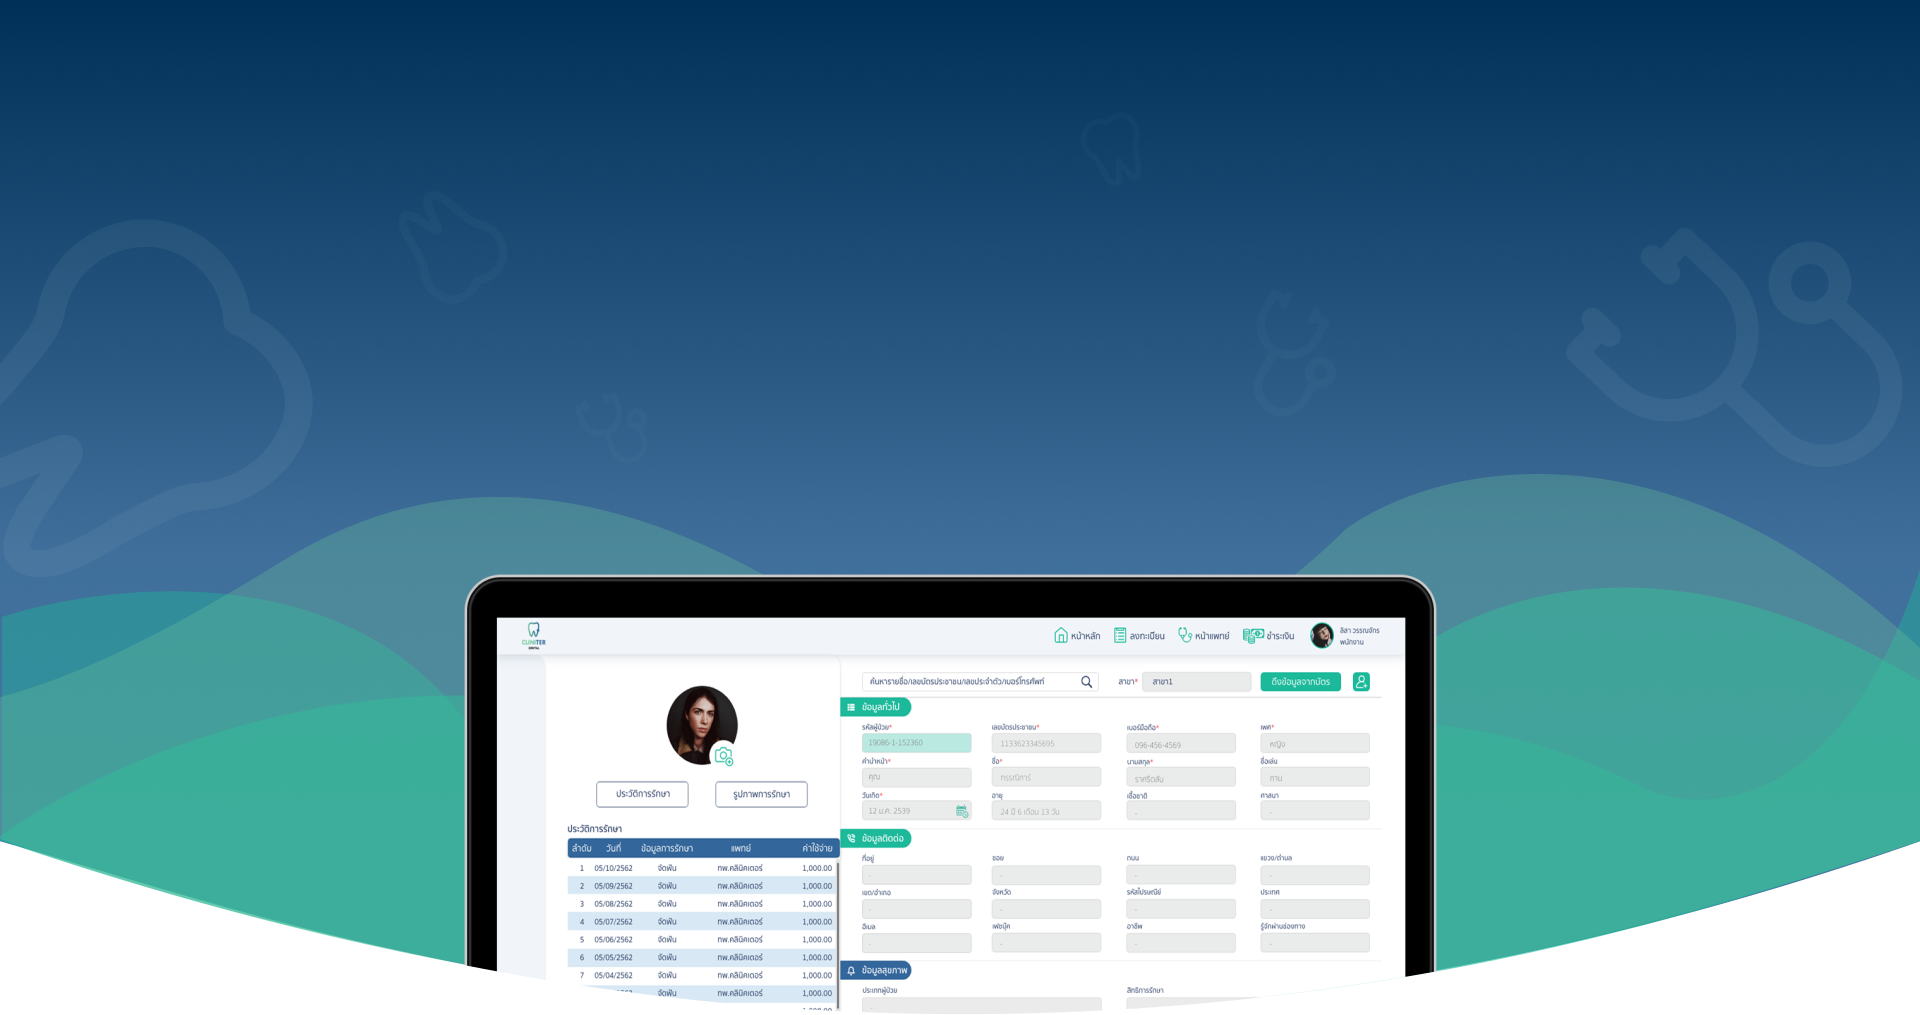 CLINITER
DIGITAL
หน้าหลัก
ลงทะเบียน
หน้าแพทย์
ชำระเงิน
ลิสา วรรณจักร
พนักงาน
ค้นหารายชื่อ/เลขบัตรประชาชน/เลขประจำตัว/เบอร์โทรศัพท์
สาขา*
สาขา1
ดึงข้อมูลจากบัตร
ประวัติการรักษา
รูปภาพการรักษา
ประวัติการรักษา
ลำดับ วันที่ ข้อมูลการรักษา แพทย์ ค่าใช้จ่าย
1 05/10/2562 จัดฟัน ทพ.คลินิคเตอร์ 1,000.00
2 05/09/2562 จัดฟัน ทพ.คลินิคเตอร์ 1,000.00
3 05/08/2562 จัดฟัน ทพ.คลินิคเตอร์ 1,000.00
4 05/07/2562 จัดฟัน ทพ.คลินิคเตอร์ 1,000.00
5 05/06/2562 จัดฟัน ทพ.คลินิคเตอร์ 1,000.00
6 05/05/2562 จัดฟัน ทพ.คลินิคเตอร์ 1,000.00
7 05/04/2562 จัดฟัน ทพ.คลินิคเตอร์ 1,000.00
จัดฟัน ทพ.คลินิคเตอร์ 1,000.00
ข้อมูลทั่วไป
รหัสผู้ป่วย* เลขบัตรประชาชน* เบอร์มือถือ* เพศ*
19086-1-152360 1133623345695 096-456-4569 หญิง
คำนำหน้า* ชื่อ* นามสกุล* ชื่อเล่น
คุณ กรรณิการ์ ราศรีตลับ กาน
วันเกิด* อายุ เชื้อชาติ ศาสนา
12 ม.ค. 2539 24 ปี 6 เดือน 13 วัน - -
ข้อมูลติดต่อ
ที่อยู่ ซอย ถนน แขวง/ตำบล
- - - -
เขต/อำเภอ จังหวัด รหัสไปรษณีย์ ประเทศ
- - - -
อีเมล เฟซบุ๊ค อาชีพ รู้จักผ่านช่องทาง
- - - -
ข้อมูลสุขภาพ
ประเภทผู้ป่วย สิทธิการรักษา